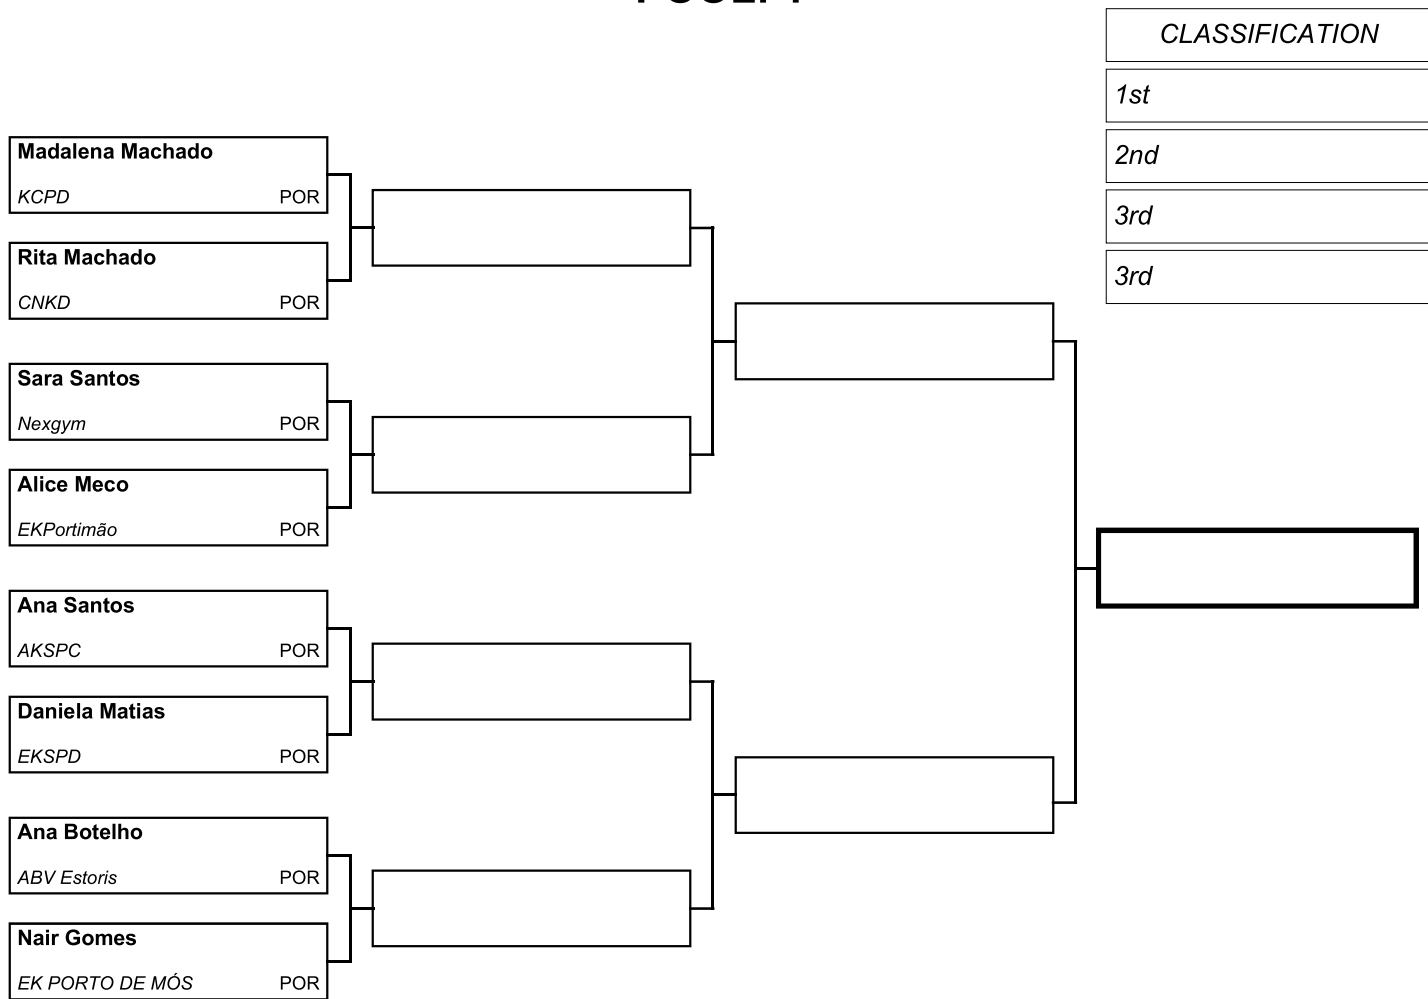 CLASSIFICATION
1st
2nd
3rd
3rd
Madalena Machado
KCPD POR
Rita Machado
CNKD POR
Sara Santos
Nexgym POR
Alice Meco
EKPortimão POR
Ana Santos
AKSPC POR
Daniela Matias
EKSPD POR
Ana Botelho
ABV Estoris POR
Nair Gomes
EK PORTO DE MÓS POR